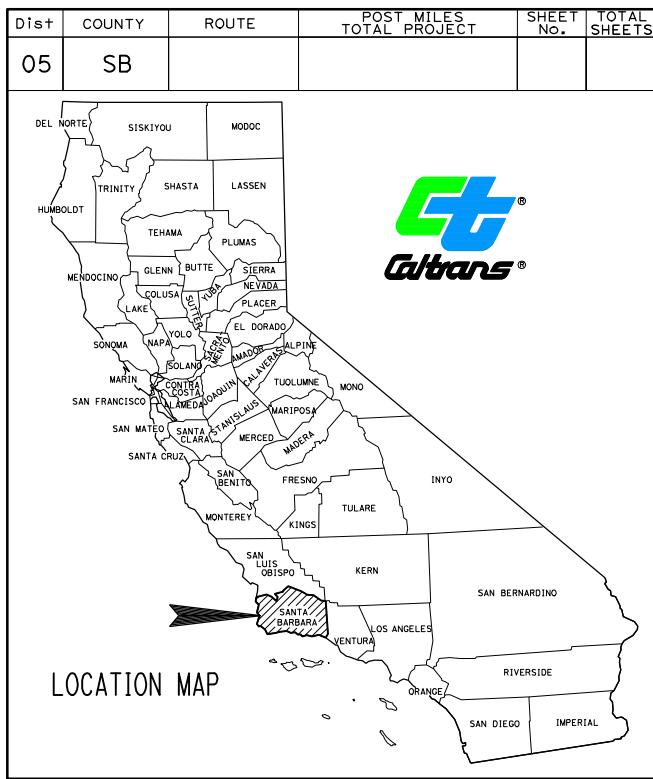 Dist COUNTY ROUTE POST MILES TOTAL PROJECT SHEET No. TOTAL SHEETS
05 SB
DEL NORTE
SISKIYOU
MODOC
TRINITY
SHASTA
LASSEN
HUMBOLDT
Caltrans
®
®
TEHAMA
PLUMAS
MENDOCINO
GLENN
BUTTE
SIERRA
NEVADA
COLUSA
YUBA
PLACER
LAKE
SUTTER
SONOMA
NAPA
YOLO
EL DORADO
SACRA-
MENTO
AMADOR
ALPINE
SOLANO
CALAVERAS
MARIN
CONTRA
COSTA
JOAQUIN
TUOLUMNE
MONO
SAN FRANCISCO
ALAMEDA
STANISLAUS
MARIPOSA
SAN MATEO
SANTA
CLARA
MERCED
MADERA
SANTA CRUZ
SAN
BENITO
FRESNO
INYO
MONTEREY
KINGS
TULARE
SAN
LUIS
OBISPO
KERN
SAN BERNARDINO
SANTA
BARBARA
VENTURA
LOS ANGELES
LOCATION MAP
ORANGE
RIVERSIDE
SAN DIEGO
IMPERIAL